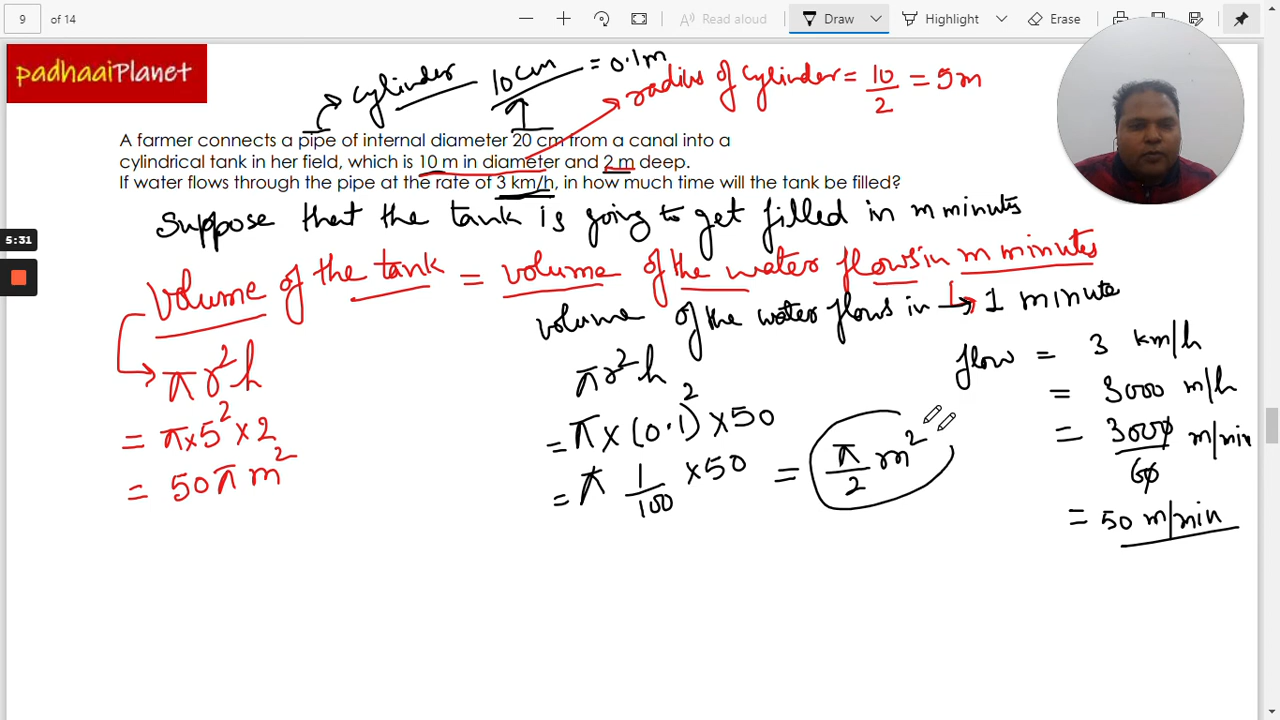 9 of 14 Read aloud Draw Highlight Erase
padhaaiPlanet
cylinder 10 cm = 0.1m
radius of cylinder = 10/2 = 5m
A farmer connects a pipe of internal diameter 20 cm from a canal into a
cylindrical tank in her field, which is 10 m in diameter and 2 m deep.
If water flows through the pipe at the rate of 3 km/h, in how much time will the tank be filled?
Suppose that the tank is going to get filled in m minutes
5:31
volume of the tank = volume of the water flows in m minutes
volume of the water flows in → 1 minute
πr²h
= π×5²×2
= 50π m²
πr²h
= π × (0.1)² × 50
= π 1/100 × 50 = π/2 m²
flow = 3 km/h
= 3000 m/h
= 3000/60 m/min
= 50 m/min